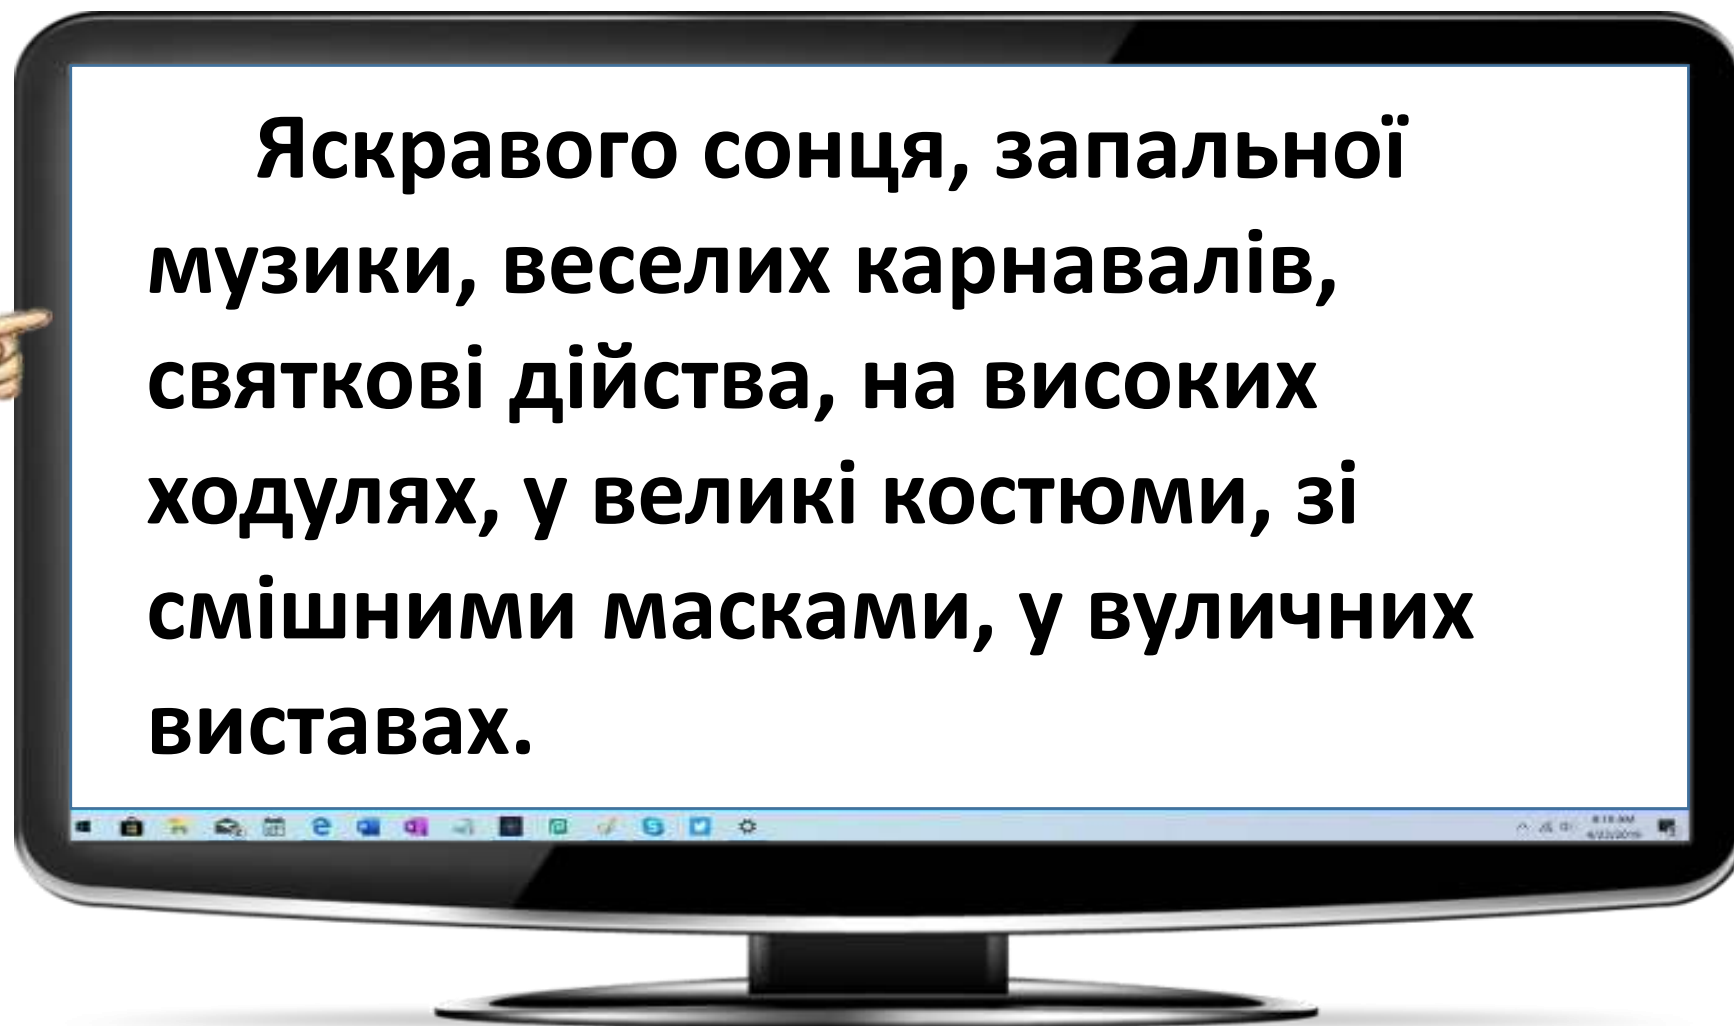 Яскравого сонця, запальної
музики, веселих карнавалів,
святкові дійства, на високих
ходулях, у великі костюми, зі
смішними масками, у вуличних
виставах.